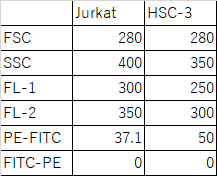 Jurkat HSC-3
FSC 280 280
SSC 400 350
FL-1 300 250
FL-2 350 300
PE-FITC 37.1 50
FITC-PE 0 0